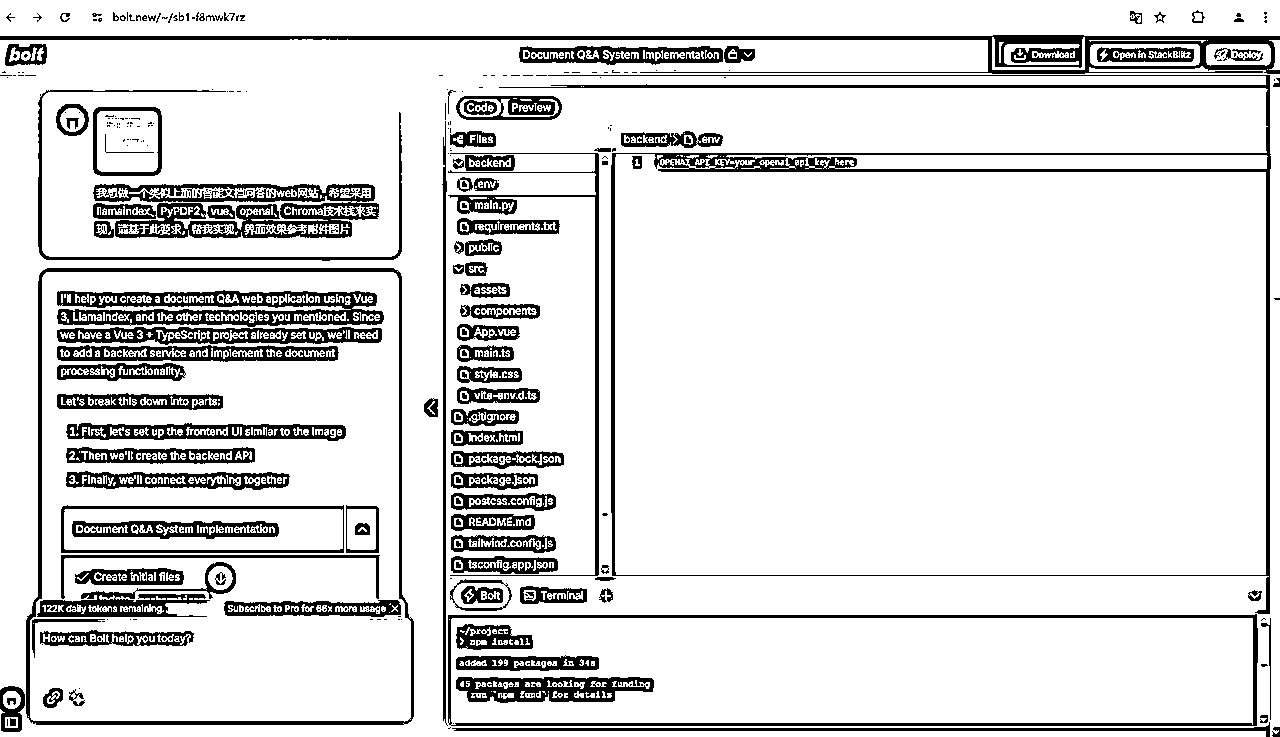 bolt.new/~/sb1-f8mwk7rz
bolt
Document Q&A System Implementation
Download
Open in StackBlitz
Deploy
我想做一个类似上面的智能文档问答的web网站，希望采用
llamaindex、PyPDF2、vue、openai、Chroma技术栈来实
现，请基于此要求，帮我实现，界面效果参考附件图片
I'll help you create a document Q&A web application using Vue
3, LlamaIndex, and the other technologies you mentioned. Since
we have a Vue 3 + TypeScript project already set up, we'll need
to add a backend service and implement the document
processing functionality.
Let's break this down into parts:
1. First, let's set up the frontend UI similar to the image
2. Then we'll create the backend API
3. Finally, we'll connect everything together
Document Q&A System Implementation
Create initial files
Update
122K daily tokens remaining.
Subscribe to Pro for 66x more usage
How can Bolt help you today?
Code
Preview
Files
backend
.env
main.py
requirements.txt
public
src
assets
components
App.vue
main.ts
style.css
vite-env.d.ts
.gitignore
index.html
package-lock.json
package.json
postcss.config.js
README.md
tailwind.config.js
tsconfig.app.json
backend > .env
1 OPENAI_API_KEY=your_openai_api_key_here
Bolt
Terminal
~/project
❯ npm install
added 199 packages in 34s
45 packages are looking for funding
run `npm fund` for details